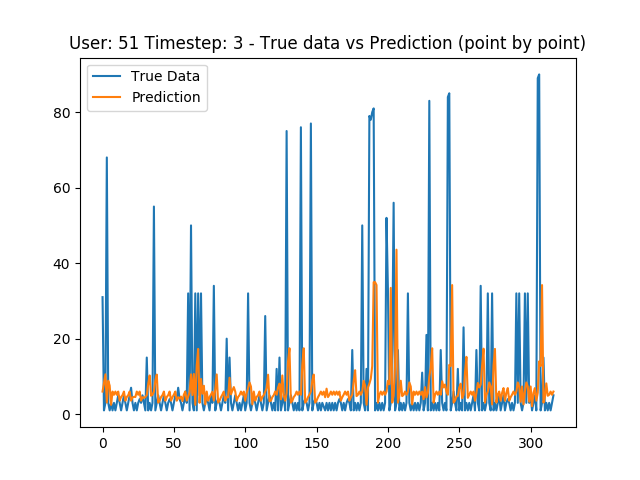 User: 51 Timestep: 3 - True data vs Prediction (point by point)
True Data
Prediction
80
60
40
20
0
0 50 100 150 200 250 300